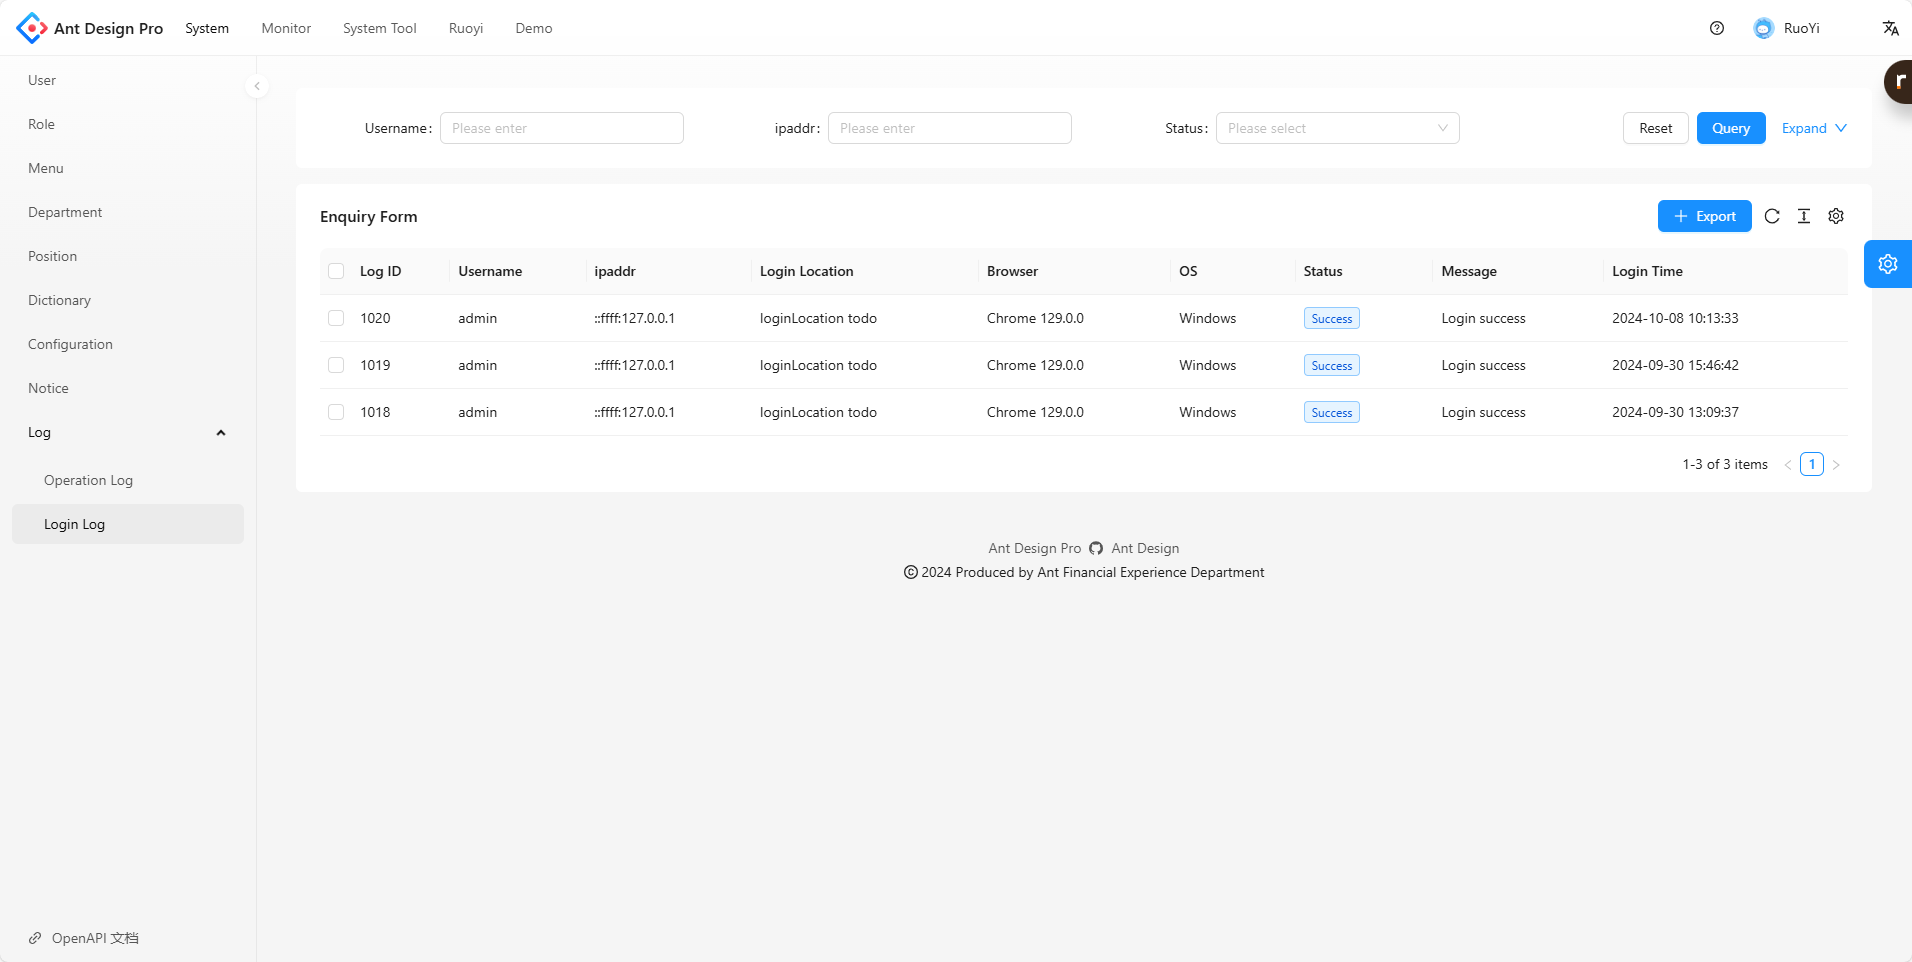 Ant Design Pro System Monitor System Tool Ruoyi Demo RuoYi
User
Role
Menu
Department
Position
Dictionary
Configuration
Notice
Log
Operation Log
Login Log
OpenAPI 文档
Username: Please enter ipaddr: Please enter Status: Please select Reset Query Expand
Enquiry Form Export
Log ID Username ipaddr Login Location Browser OS Status Message Login Time
1020 admin ::ffff:127.0.0.1 loginLocation todo Chrome 129.0.0 Windows Success Login success 2024-10-08 10:13:33
1019 admin ::ffff:127.0.0.1 loginLocation todo Chrome 129.0.0 Windows Success Login success 2024-09-30 15:46:42
1018 admin ::ffff:127.0.0.1 loginLocation todo Chrome 129.0.0 Windows Success Login success 2024-09-30 13:09:37
1-3 of 3 items 1
Ant Design Pro Ant Design
© 2024 Produced by Ant Financial Experience Department
r